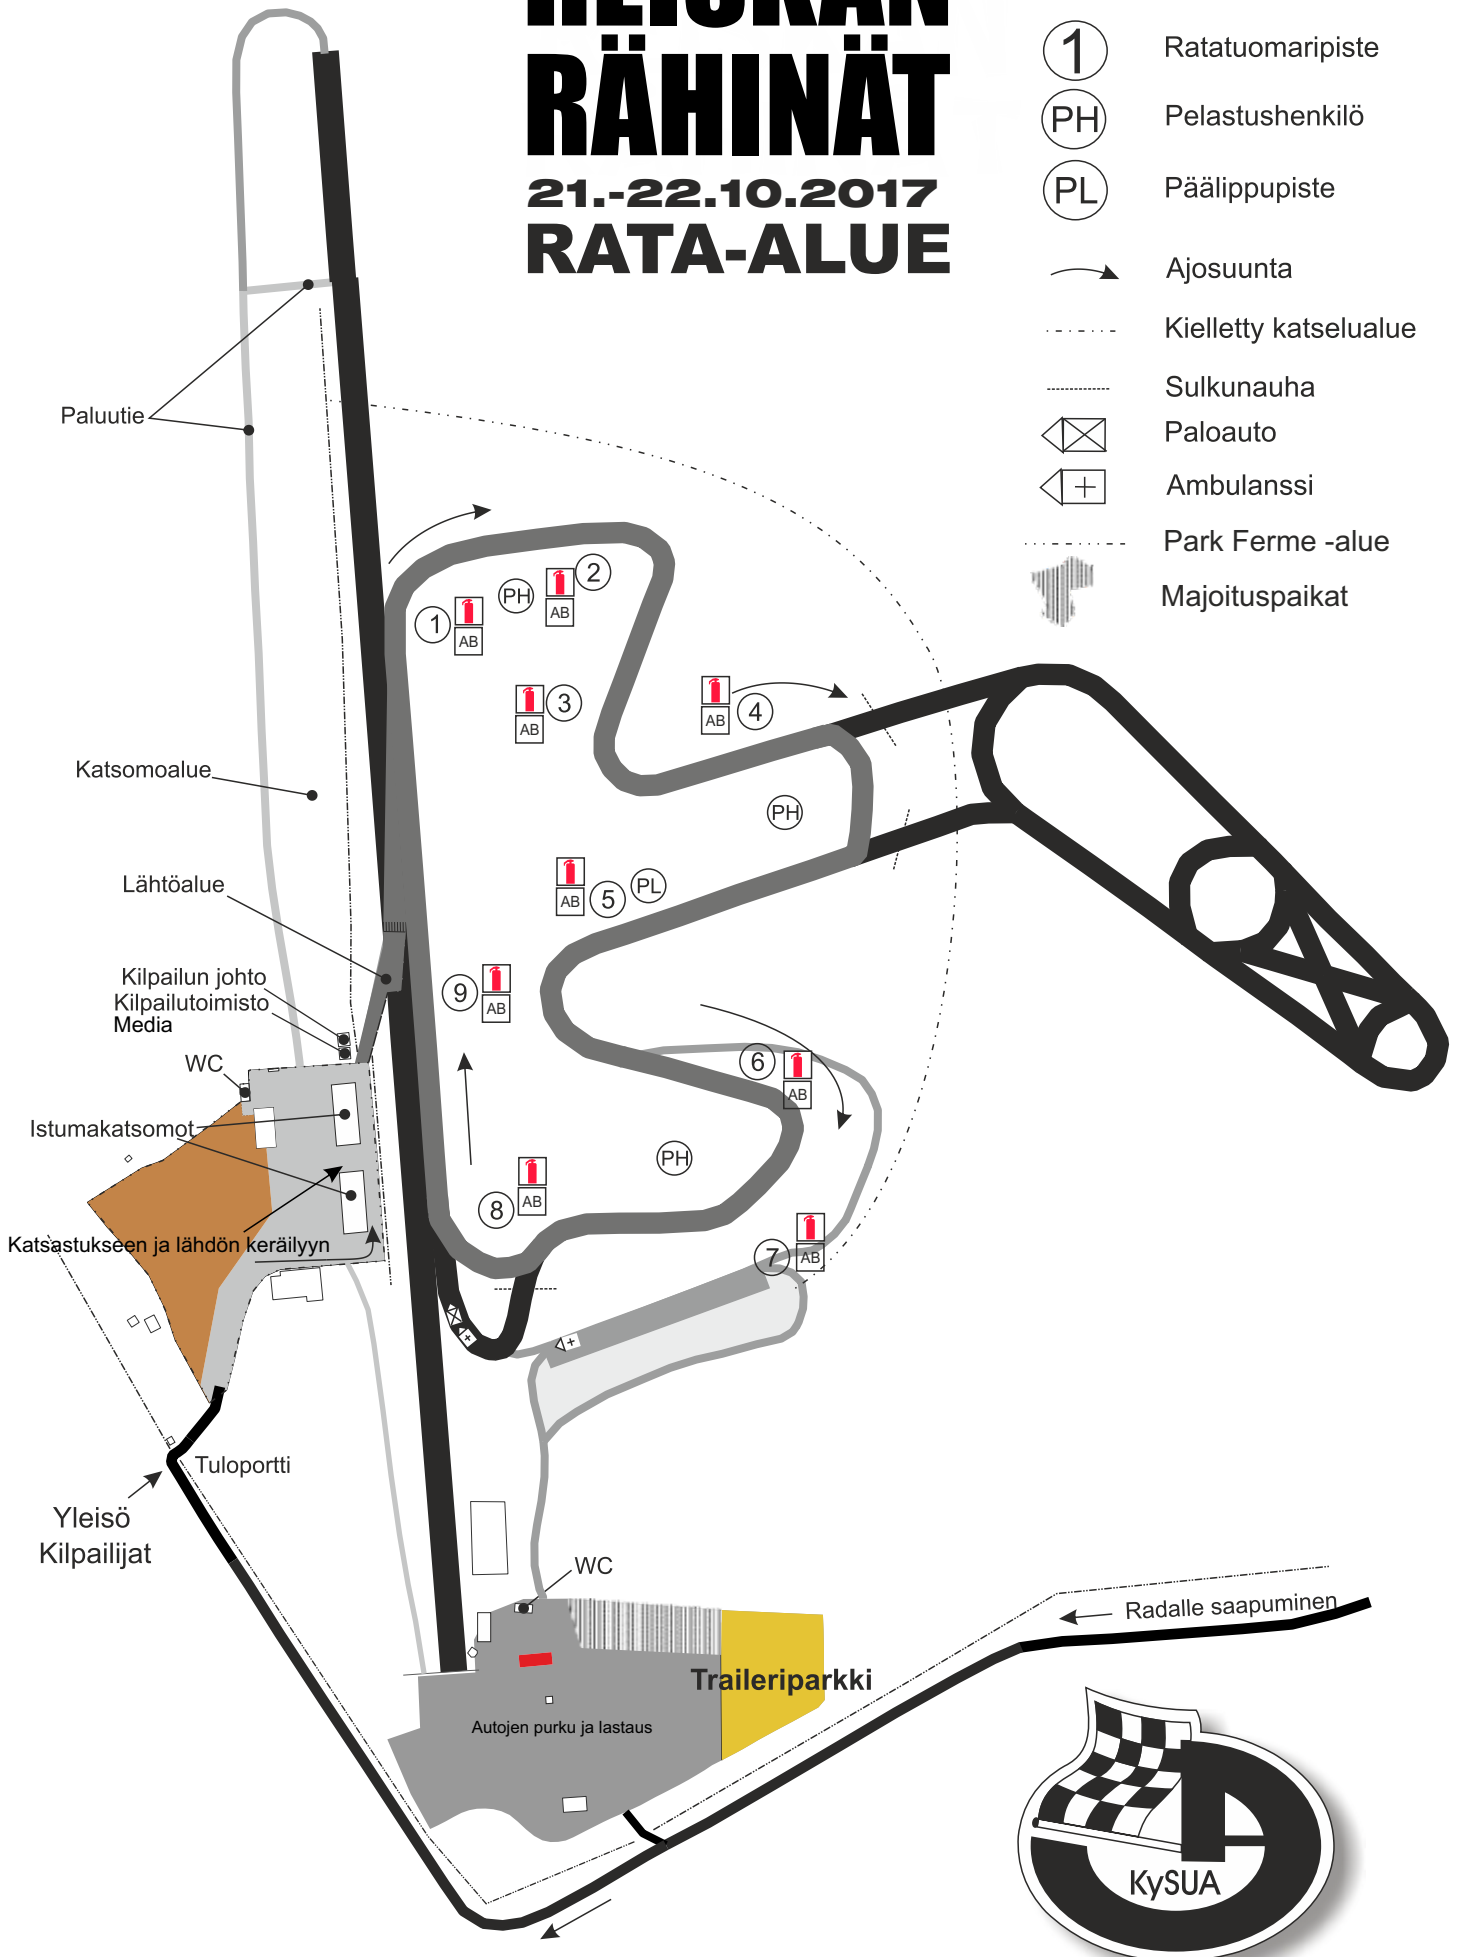 RÄHINÄT
21.-22.10.2017
RATA-ALUE
1 Ratatuomaripiste
PH Pelastushenkilö
PL Päälippupiste
Ajosuunta
Kielletty katselualue
Sulkunauha
Paloauto
Ambulanssi
Park Ferme -alue
Majoituspaikat
Paluutie
2
PH
AB
1
AB
3
AB
4
AB
Katsomoalue
PH
Lähtöalue
5
AB
PL
Kilpailun johto
Kilpailutoimisto
Media
9
AB
WC
6
AB
Istumakatsomot
PH
8
AB
Katsastukseen ja lähdön keräilyyn
7
AB
Tuloportti
Yleisö
Kilpailijat
WC
Radalle saapuminen
Traileriparkki
Autojen purku ja lastaus
KySUA